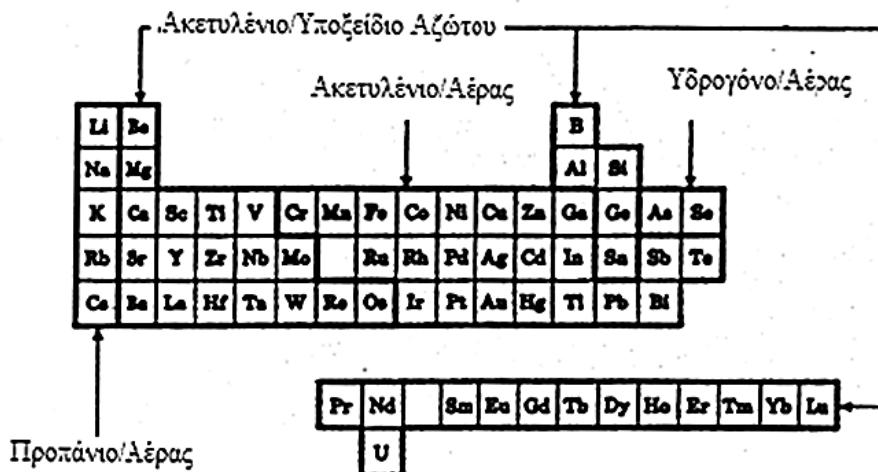 Ακετυλένιο/Υποξείδιο Αζώτου
Ακετυλένιο/Αέρας
Υδρογόνο/Αέρας
Li Be B
Na Mg Al Si
K Ca Sc Ti V Cr Mn Fe Co Ni Cu Zn Ga Ge As Se
Rb Sr Y Zr Nb Mo Ru Rh Pd Ag Cd In Sn Sb Te
Cs Ba La Hf Ta W Re Os Ir Pt Au Hg Tl Pb Bi
Pr Nd Sm Eu Gd Tb Dy Ho Er Tm Yb Lu
U
Προπάνιο/Αέρας